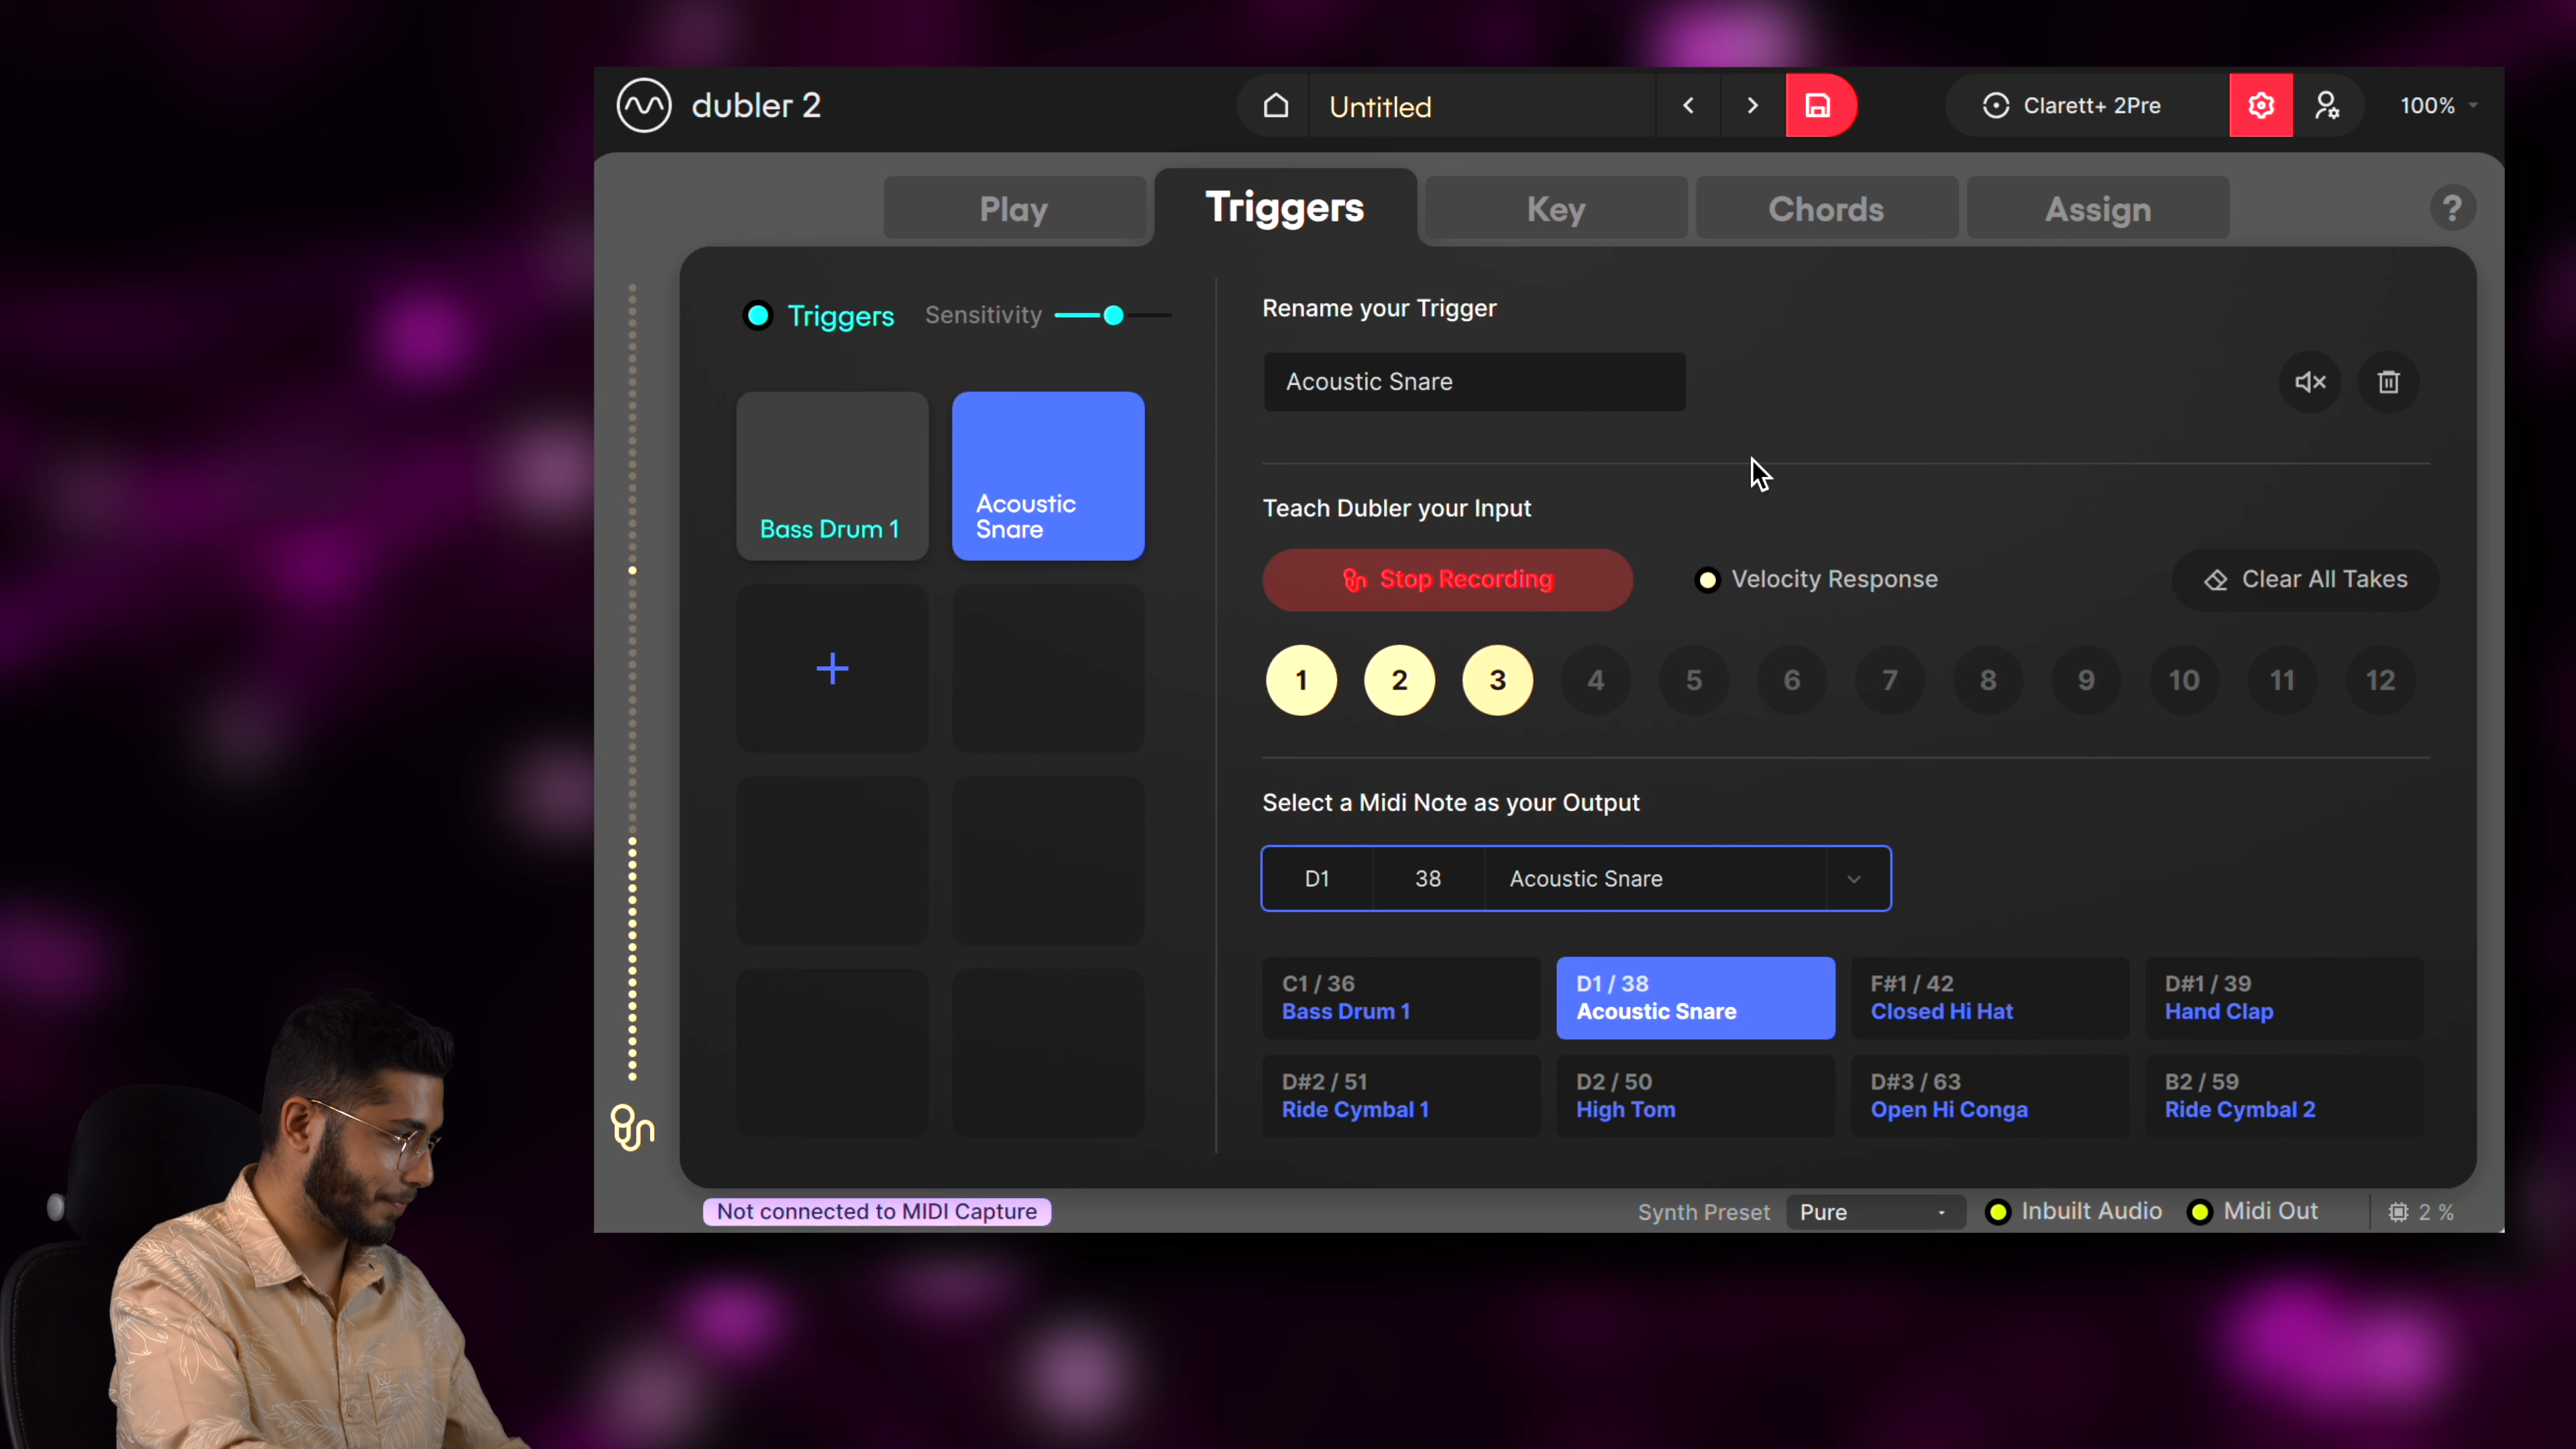 dubler 2
Untitled
Clarett+ 2Pre
100%
Play
Triggers
Key
Chords
Assign
?
Triggers
Sensitivity
Bass Drum 1
Acoustic
Snare
+
Rename your Trigger
Acoustic Snare
Teach Dubler your Input
Stop Recording
Velocity Response
Clear All Takes
1 2 3 4 5 6 7 8 9 10 11 12
Select a Midi Note as your Output
D1 38 Acoustic Snare
C1 / 36
Bass Drum 1
D1 / 38
Acoustic Snare
F#1 / 42
Closed Hi Hat
D#1 / 39
Hand Clap
D#2 / 51
Ride Cymbal 1
D2 / 50
High Tom
D#3 / 63
Open Hi Conga
B2 / 59
Ride Cymbal 2
Not connected to MIDI Capture
Synth Preset
Pure
Inbuilt Audio
Midi Out
2 %